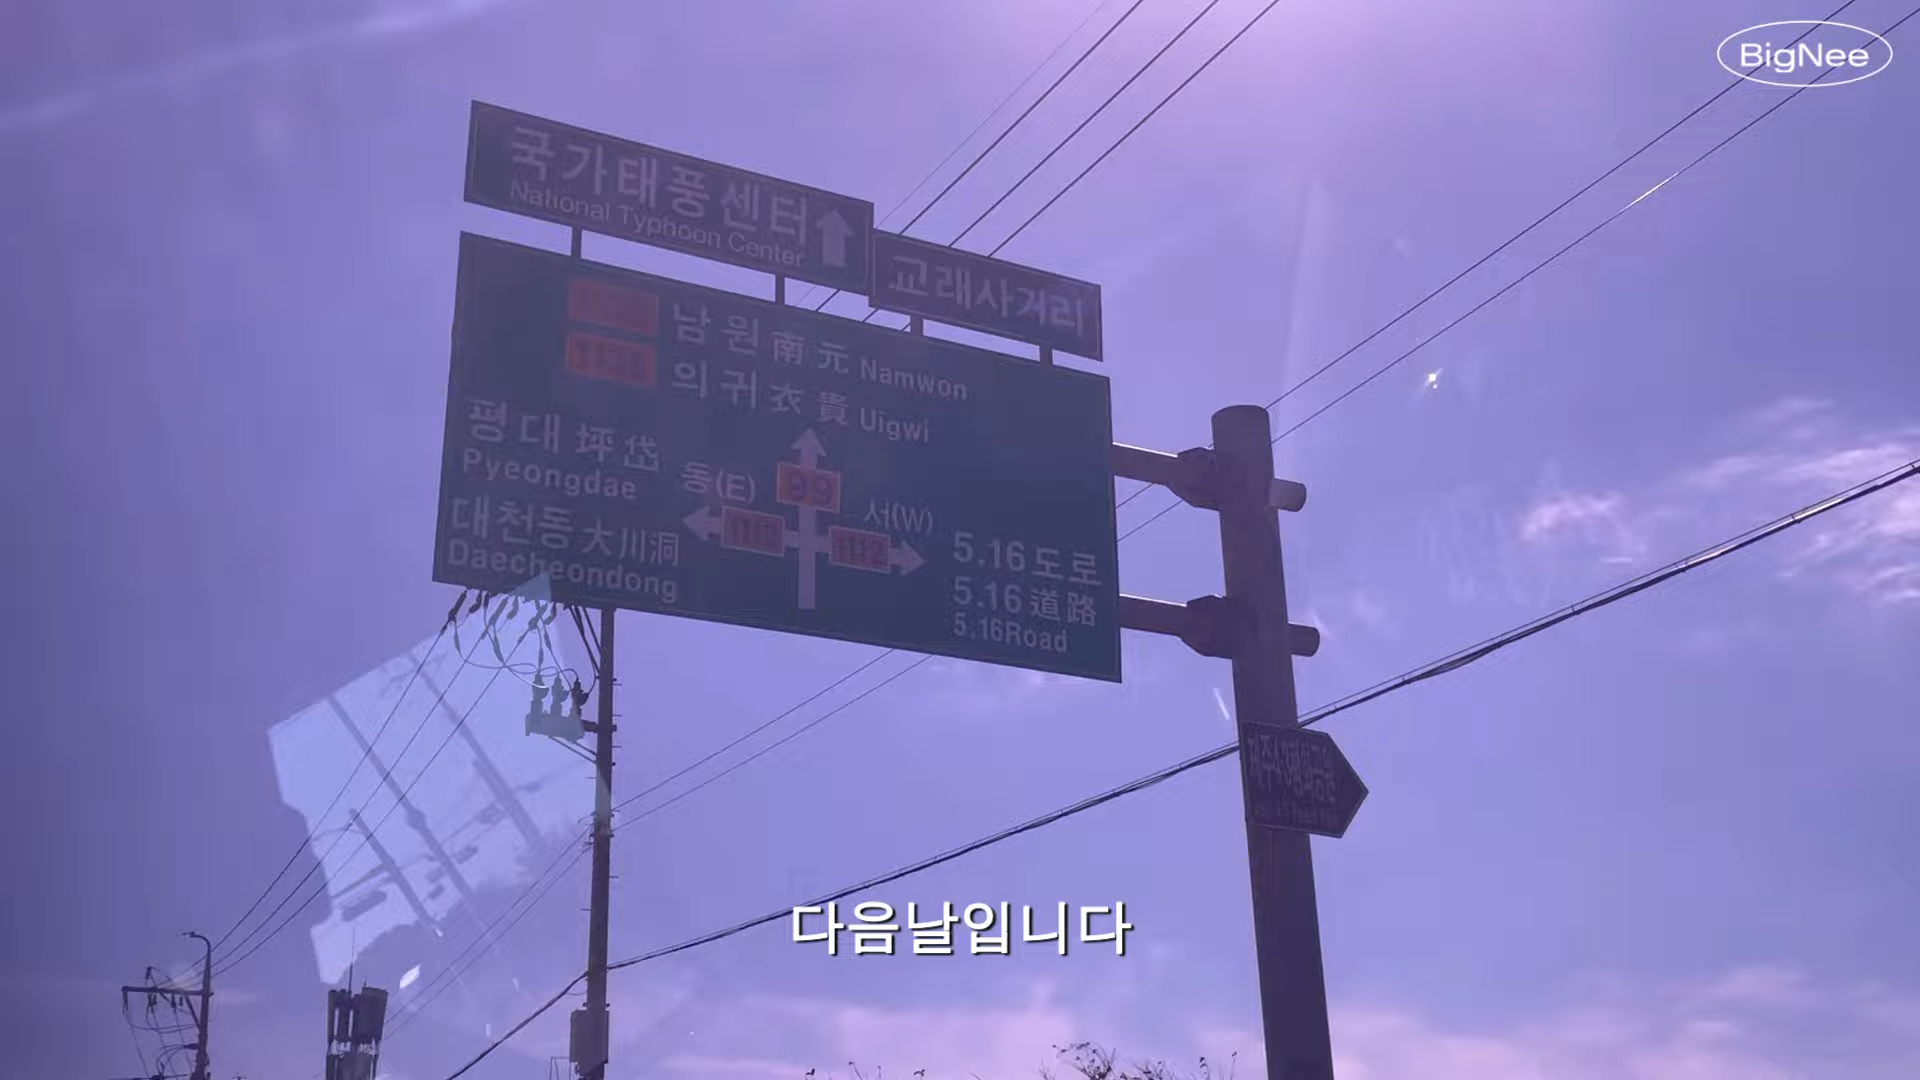 BigNee
국가태풍센터
National Typhoon Center
교래사거리
남원 南元 Namwon
의귀 衣貴 Uigwi
평대 坪岱
Pyeongdae
동(E)
서(W)
1112
대천동 大川洞
Daecheondong
1112
5.16도로
5.16道路
5.16Road
다음날입니다